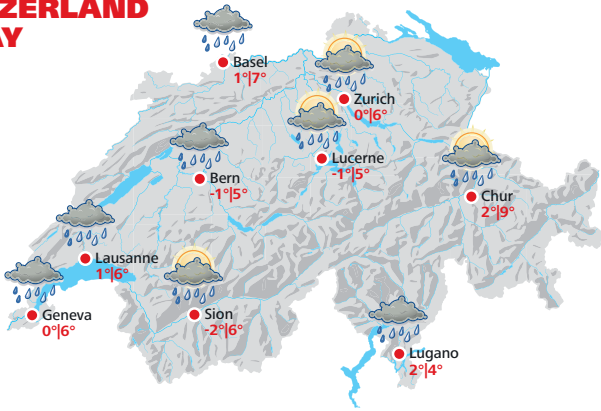 ZERLAND
AY
Basel
1°|7°
Zurich
0°|6°
Lucerne
-1°|5°
Bern
-1°|5°
Chur
2°|9°
Lausanne
1°|6°
Geneva
0°|6°
Sion
-2°|6°
Lugano
2°|4°